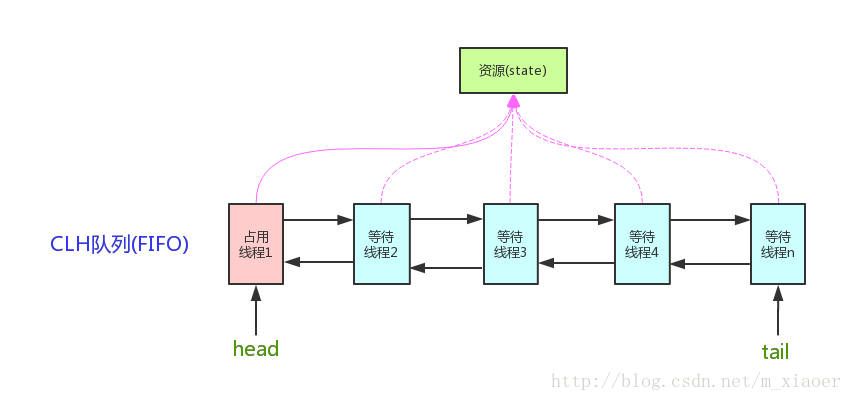 资源(state)
CLH队列(FIFO)
占用
线程1
等待
线程2
等待
线程3
等待
线程4
等待
线程n
head
tail
http://blog.csdn.net/m_xiaoer